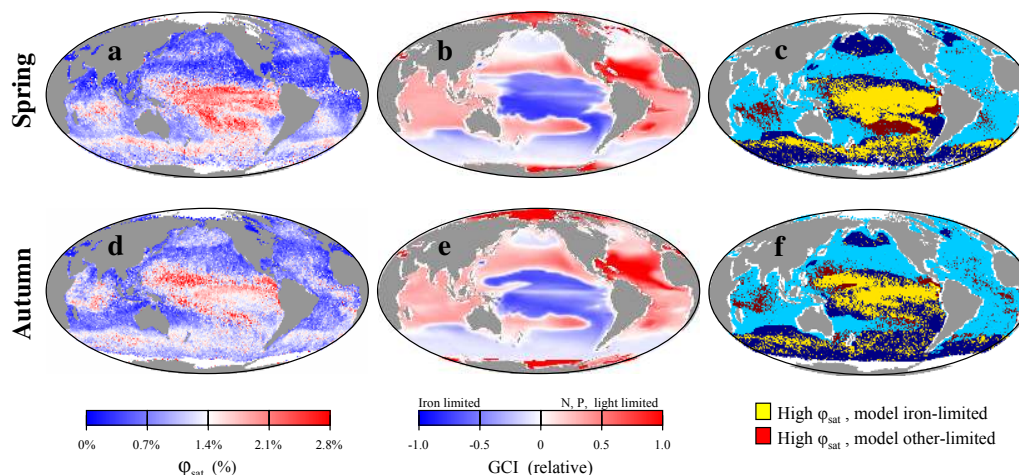 Spring
a
b
c
Autumn
d
e
f
0% 0.7% 1.4% 2.1% 2.8%
φsat (%)
Iron limited N, P, light limited
-1.0 -0.5 0 0.5 1.0
GCI (relative)
High φsat , model iron-limited
High φsat , model other-limited